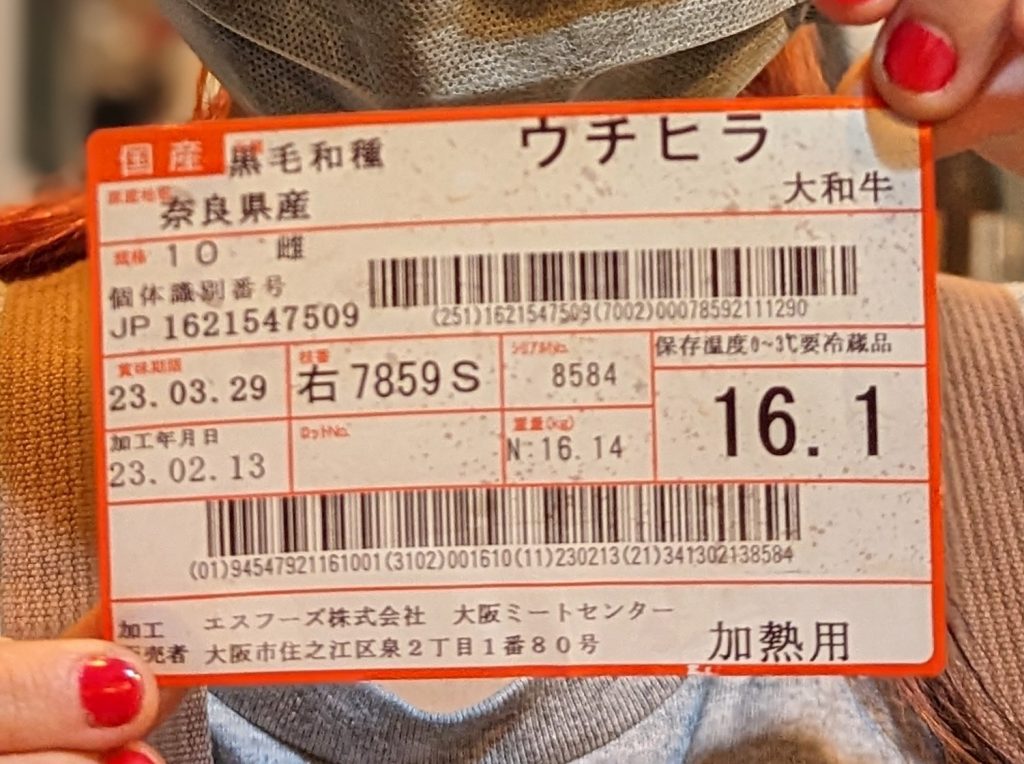 国産 黒毛和種 ウチヒラ
奈良県産 大和牛
規格 10 雌
個体識別番号
JP 1621547509
(251)1621547509(7002)00078592111290
賞味期限 枝番 シリアルNo. 保存温度0~3℃要冷蔵品
23.03.29 右7859S 8584
16.1
加工年月日 ロットNo. 重量(kg)
23.02.13 N:16.14
(01)94547921161001(3102)001610(11)230213(21)341302138584
加工 エスフーズ株式会社 大阪ミートセンター
売者 大阪市住之江区泉2丁目1番80号 加熱用